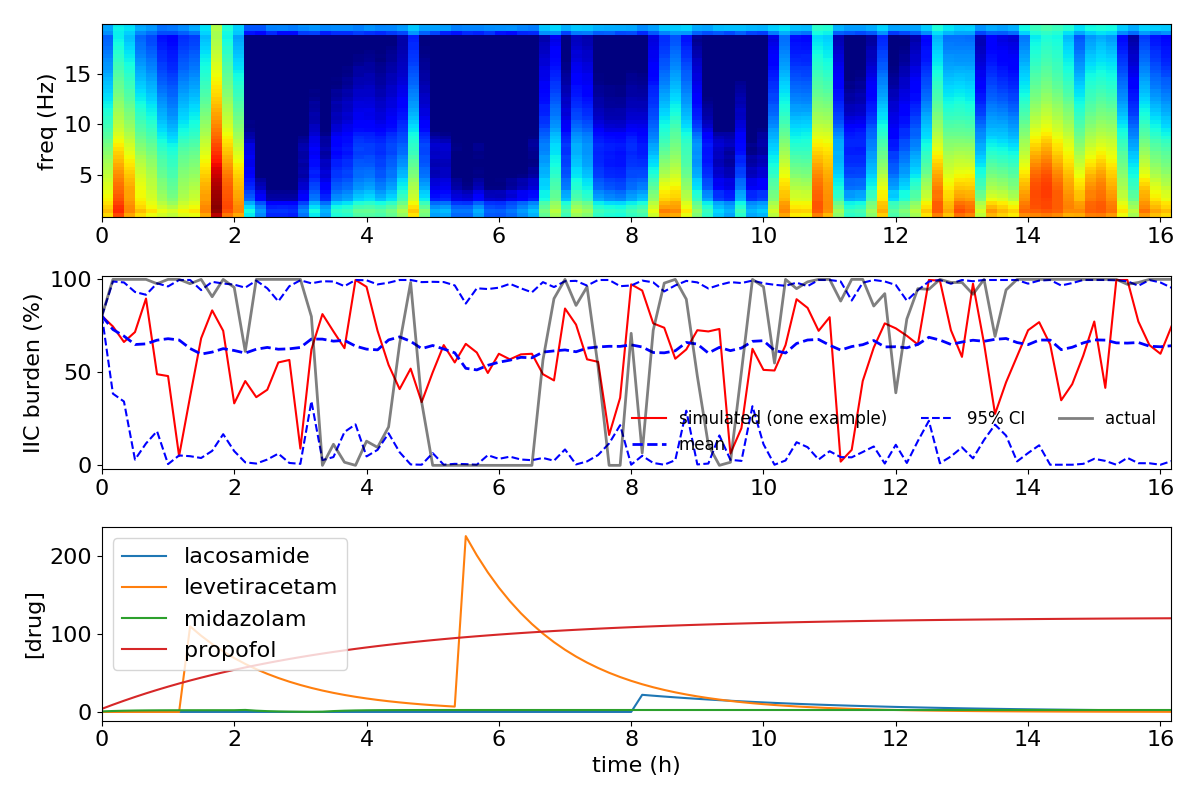 freq (Hz)
15
10
5
0 2 4 6 8 10 12 14 16
IIC burden (%)
100
50
0
simulated (one example) 95% CI actual
mean
0 2 4 6 8 10 12 14 16
[drug]
200
100
0
lacosamide
levetiracetam
midazolam
propofol
0 2 4 6 8 10 12 14 16
time (h)